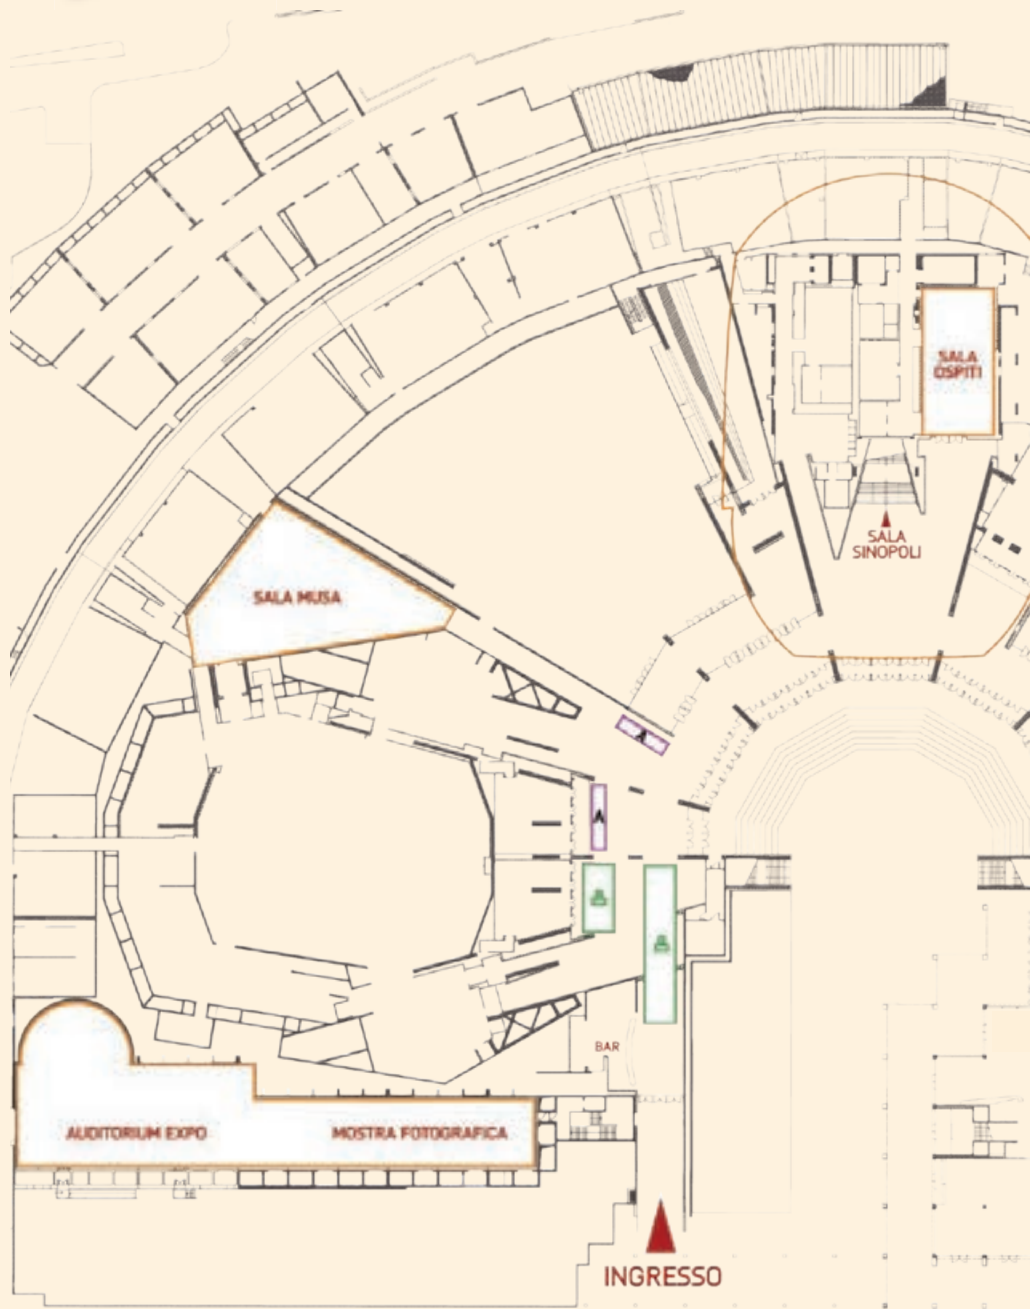 SALA
OSPITI
SALA
SINOPOLI
SALA MUSA
A
A
BAR
AUDITORIUM EXPO
MOSTRA FOTOGRAFICA
INGRESSO